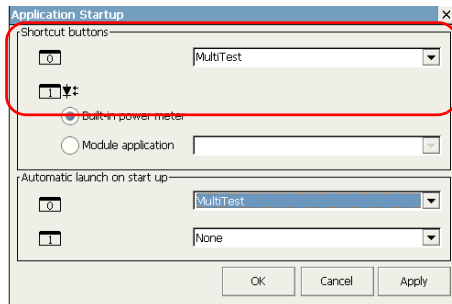 Application Startup
Shortcut buttons
0
MultiTest
1
Built-in power meter
Module application
Automatic launch on start up
0
MultiTest
1
None
OK
Cancel
Apply